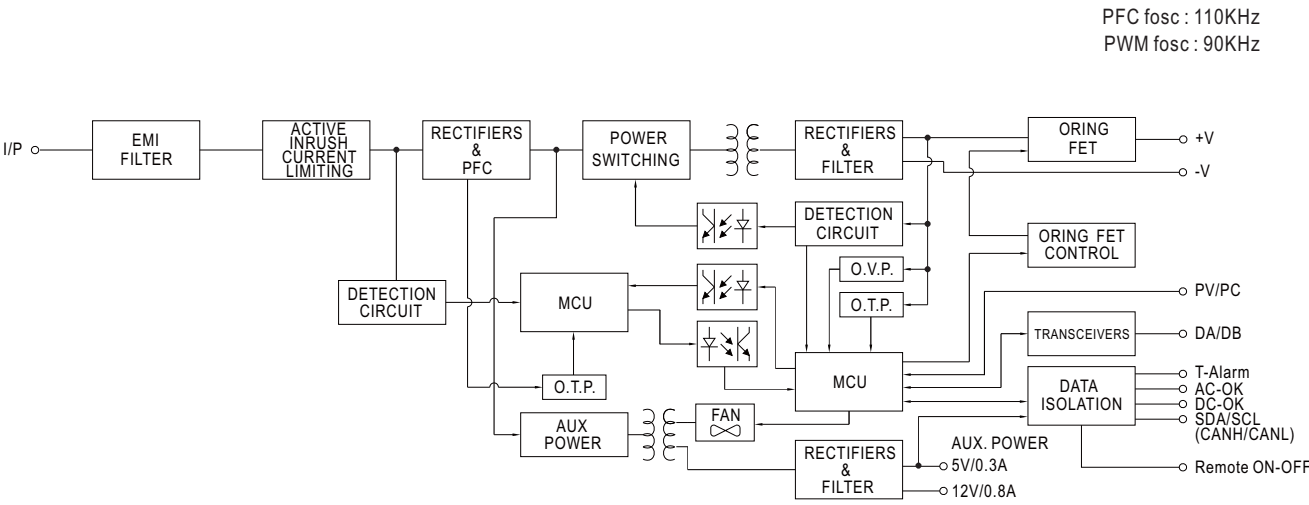 PFC fosc : 110KHz
PWM fosc : 90KHz
I/P
EMI
FILTER
ACTIVE
INRUSH
CURRENT
LIMITING
RECTIFIERS
&
PFC
POWER
SWITCHING
RECTIFIERS
&
FILTER
ORING
FET
+V
-V
DETECTION
CIRCUIT
ORING FET
CONTROL
O.V.P.
O.T.P.
DETECTION
CIRCUIT
MCU
PV/PC
TRANSCEIVERS
DA/DB
O.T.P.
MCU
DATA
ISOLATION
T-Alarm
AC-OK
DC-OK
SDA/SCL
(CANH/CANL)
AUX
POWER
FAN
RECTIFIERS
&
FILTER
AUX. POWER
5V/0.3A
12V/0.8A
Remote ON-OFF